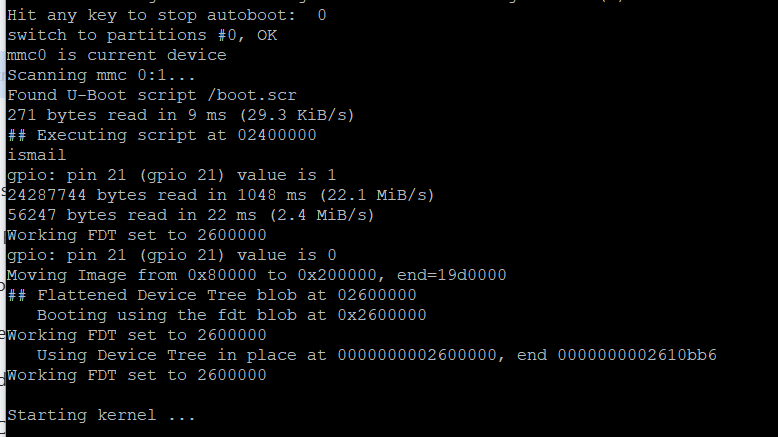 Hit any key to stop autoboot:  0
switch to partitions #0, OK
mmc0 is current device
Scanning mmc 0:1...
Found U-Boot script /boot.scr
271 bytes read in 9 ms (29.3 KiB/s)
## Executing script at 02400000
ismail
gpio: pin 21 (gpio 21) value is 1
24287744 bytes read in 1048 ms (22.1 MiB/s)
56247 bytes read in 22 ms (2.4 MiB/s)
Working FDT set to 2600000
gpio: pin 21 (gpio 21) value is 0
Moving Image from 0x80000 to 0x200000, end=19d0000
## Flattened Device Tree blob at 02600000
   Booting using the fdt blob at 0x2600000
Working FDT set to 2600000
   Using Device Tree in place at 0000000002600000, end 0000000002610bb6
Working FDT set to 2600000
Starting kernel ...